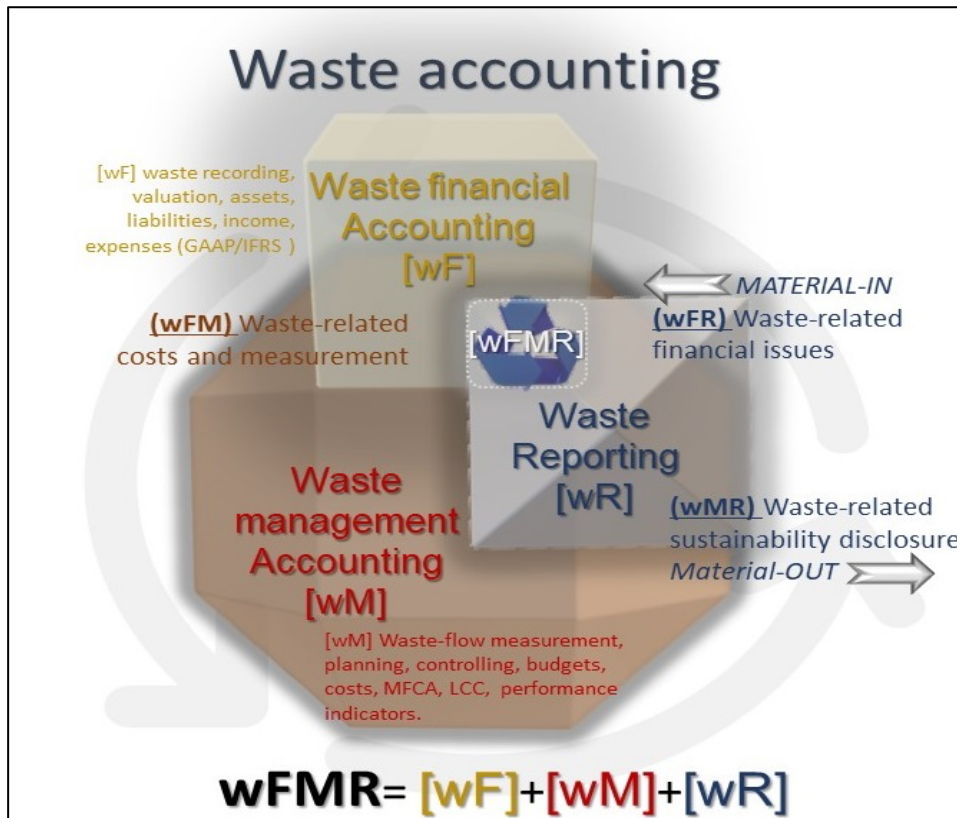 Waste accounting
[wF] waste recording,
valuation, assets,
liabilities, income,
expenses (GAAP/IFRS )
Waste financial
Accounting
[wF]
MATERIAL-IN
(wFM) Waste-related
costs and measurement
[wFMR]
(wFR) Waste-related
financial issues
Waste
Reporting
[wR]
Waste
management
Accounting
[wM]
(wMR) Waste-related
sustainability disclosure
Material-OUT
[wM] Waste-flow measurement,
planning, controlling, budgets,
costs, MFCA, LCC, performance
indicators.
wFMR= [wF]+[wM]+[wR]